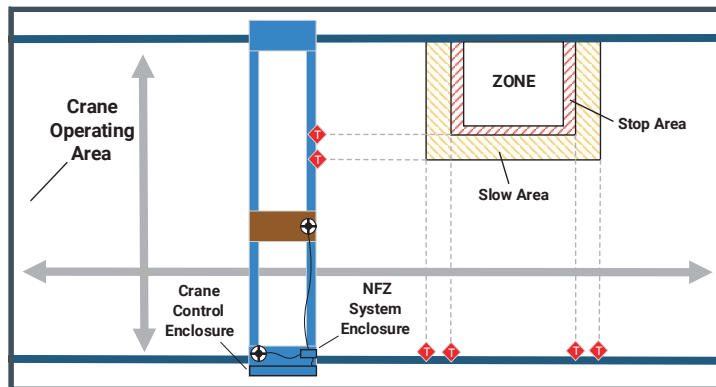 Crane
Operating
Area
ZONE
Stop Area
Slow Area
T
T
Crane
Control
Enclosure
NFZ
System
Enclosure
T
T
T
T